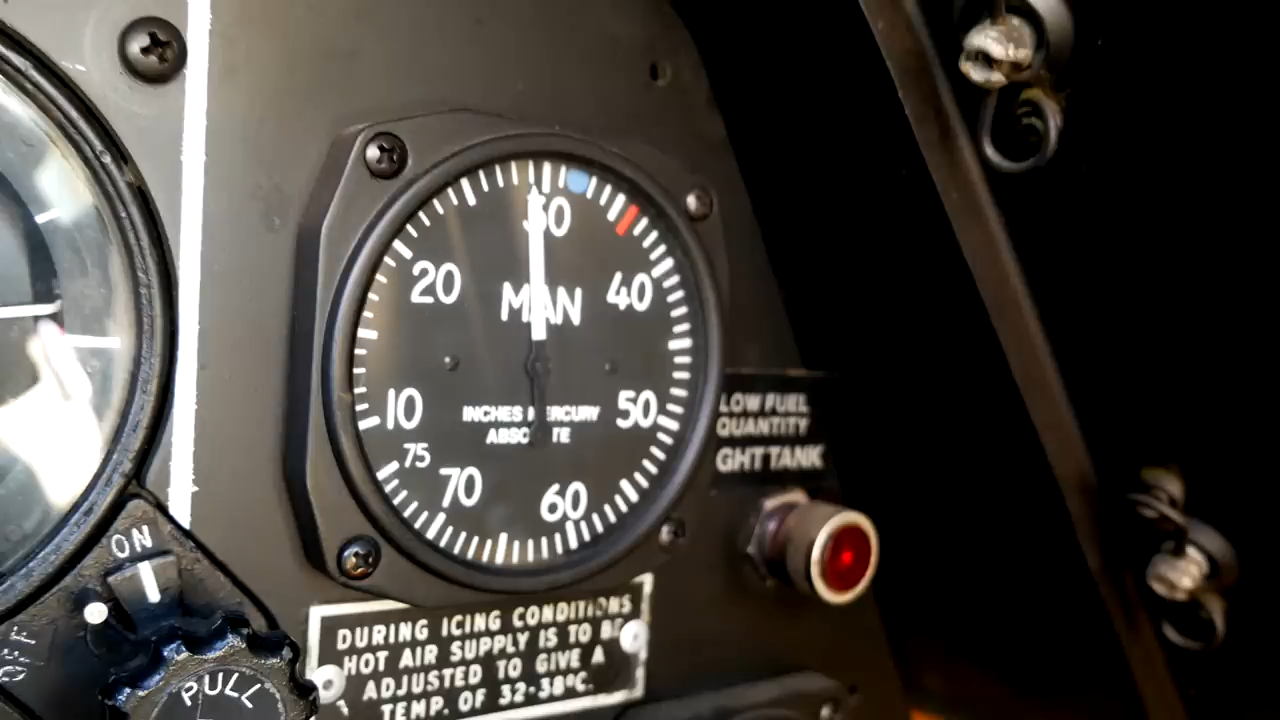 30
20
40
MAN
10
50
INCHES MERCURY
75
70
60
LOW FUEL
QUANTITY
GHT TANK
ON
OFF
PULL
DURING ICING CONDITIONS
HOT AIR SUPPLY IS TO BE
ADJUSTED TO GIVE A
TEMP. OF 32-38°C.